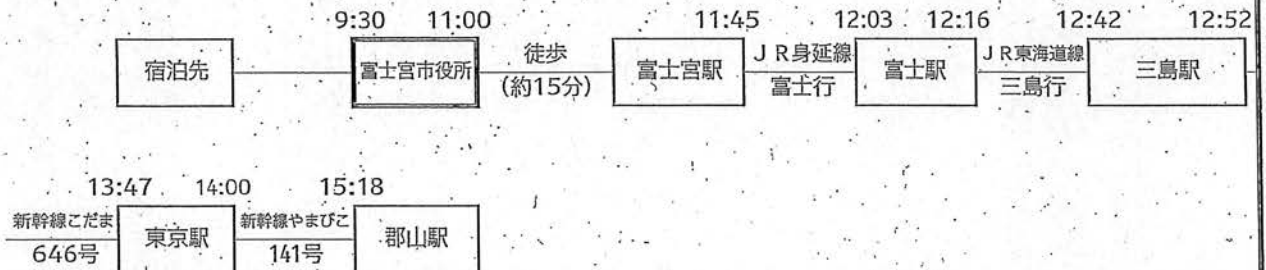 9:30 11:00 11:45 12:03 12:16 12:42 12:52
宿泊先 富士宮市役所 徒歩 (約15分) 富士宮駅 JR身延線 富士行 富士駅 JR東海道線 三島行 三島駅
13:47 14:00 15:18
新幹線こだま 646号 東京駅 新幹線やまびこ 141号 郡山駅